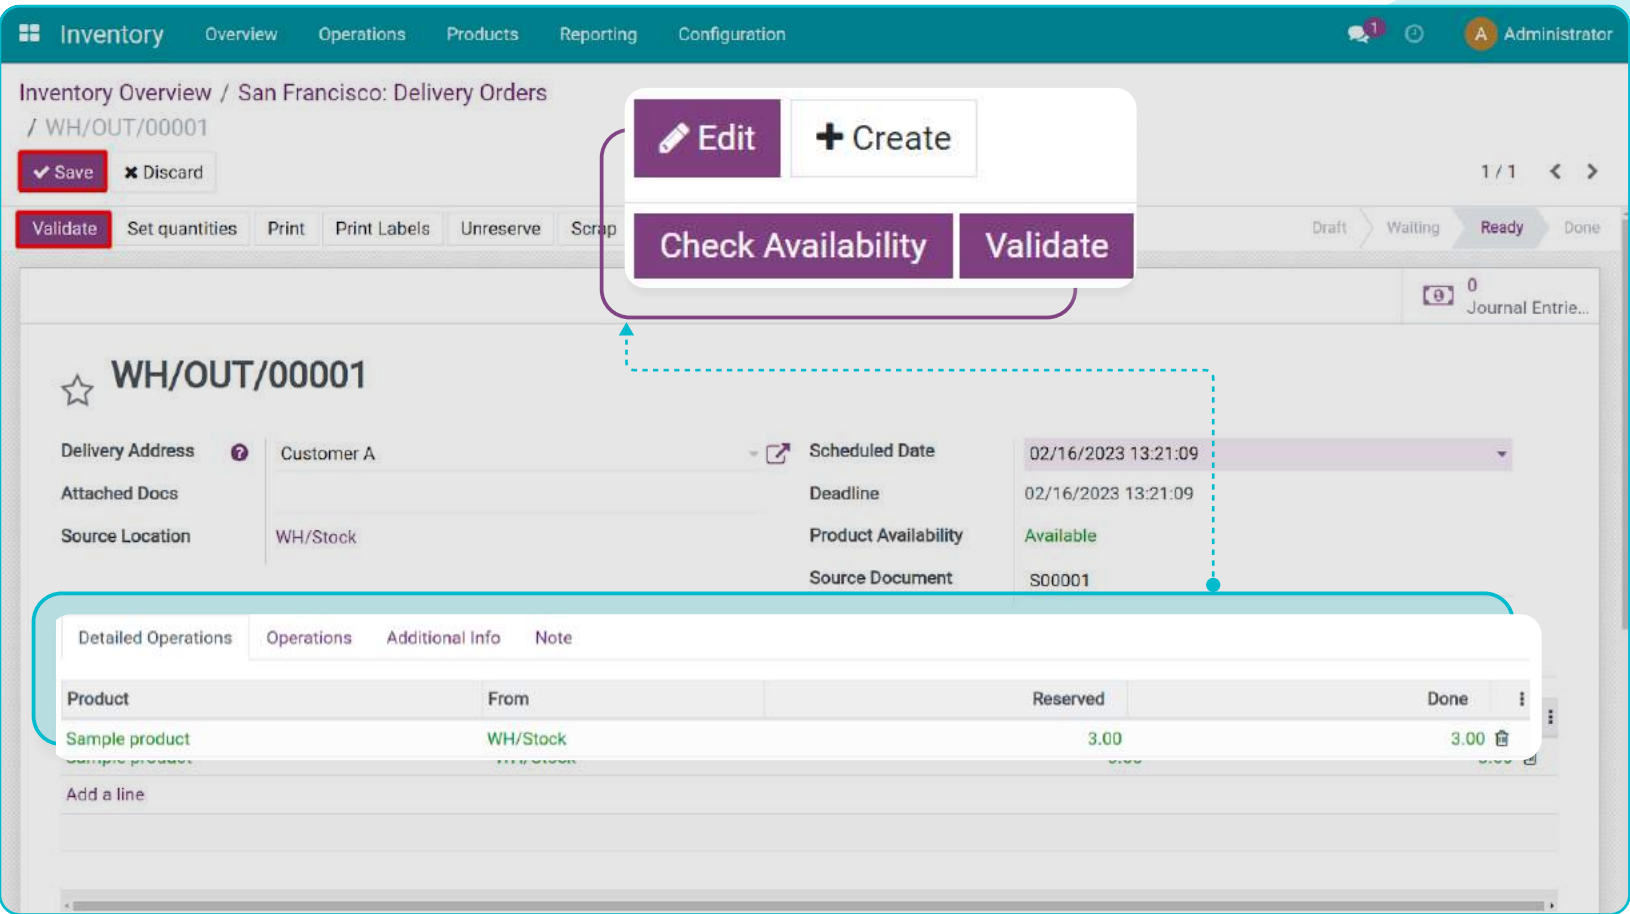 Inventory Overview Operations Products Reporting Configuration 1 A Administrator
Inventory Overview / San Francisco: Delivery Orders
/ WH/OUT/00001
Save Discard
1 / 1
Edit Create
Check Availability Validate
Validate Set quantities Print Print Labels Unreserve Scrap
Draft Waiting Ready Done
0
Journal Entrie...
WH/OUT/00001
Delivery Address ? Customer A
Attached Docs
Source Location WH/Stock
Scheduled Date 02/16/2023 13:21:09
Deadline 02/16/2023 13:21:09
Product Availability Available
Source Document S00001
Detailed Operations Operations Additional Info Note
Product From Reserved Done
Sample product WH/Stock 3.00 3.00
Add a line